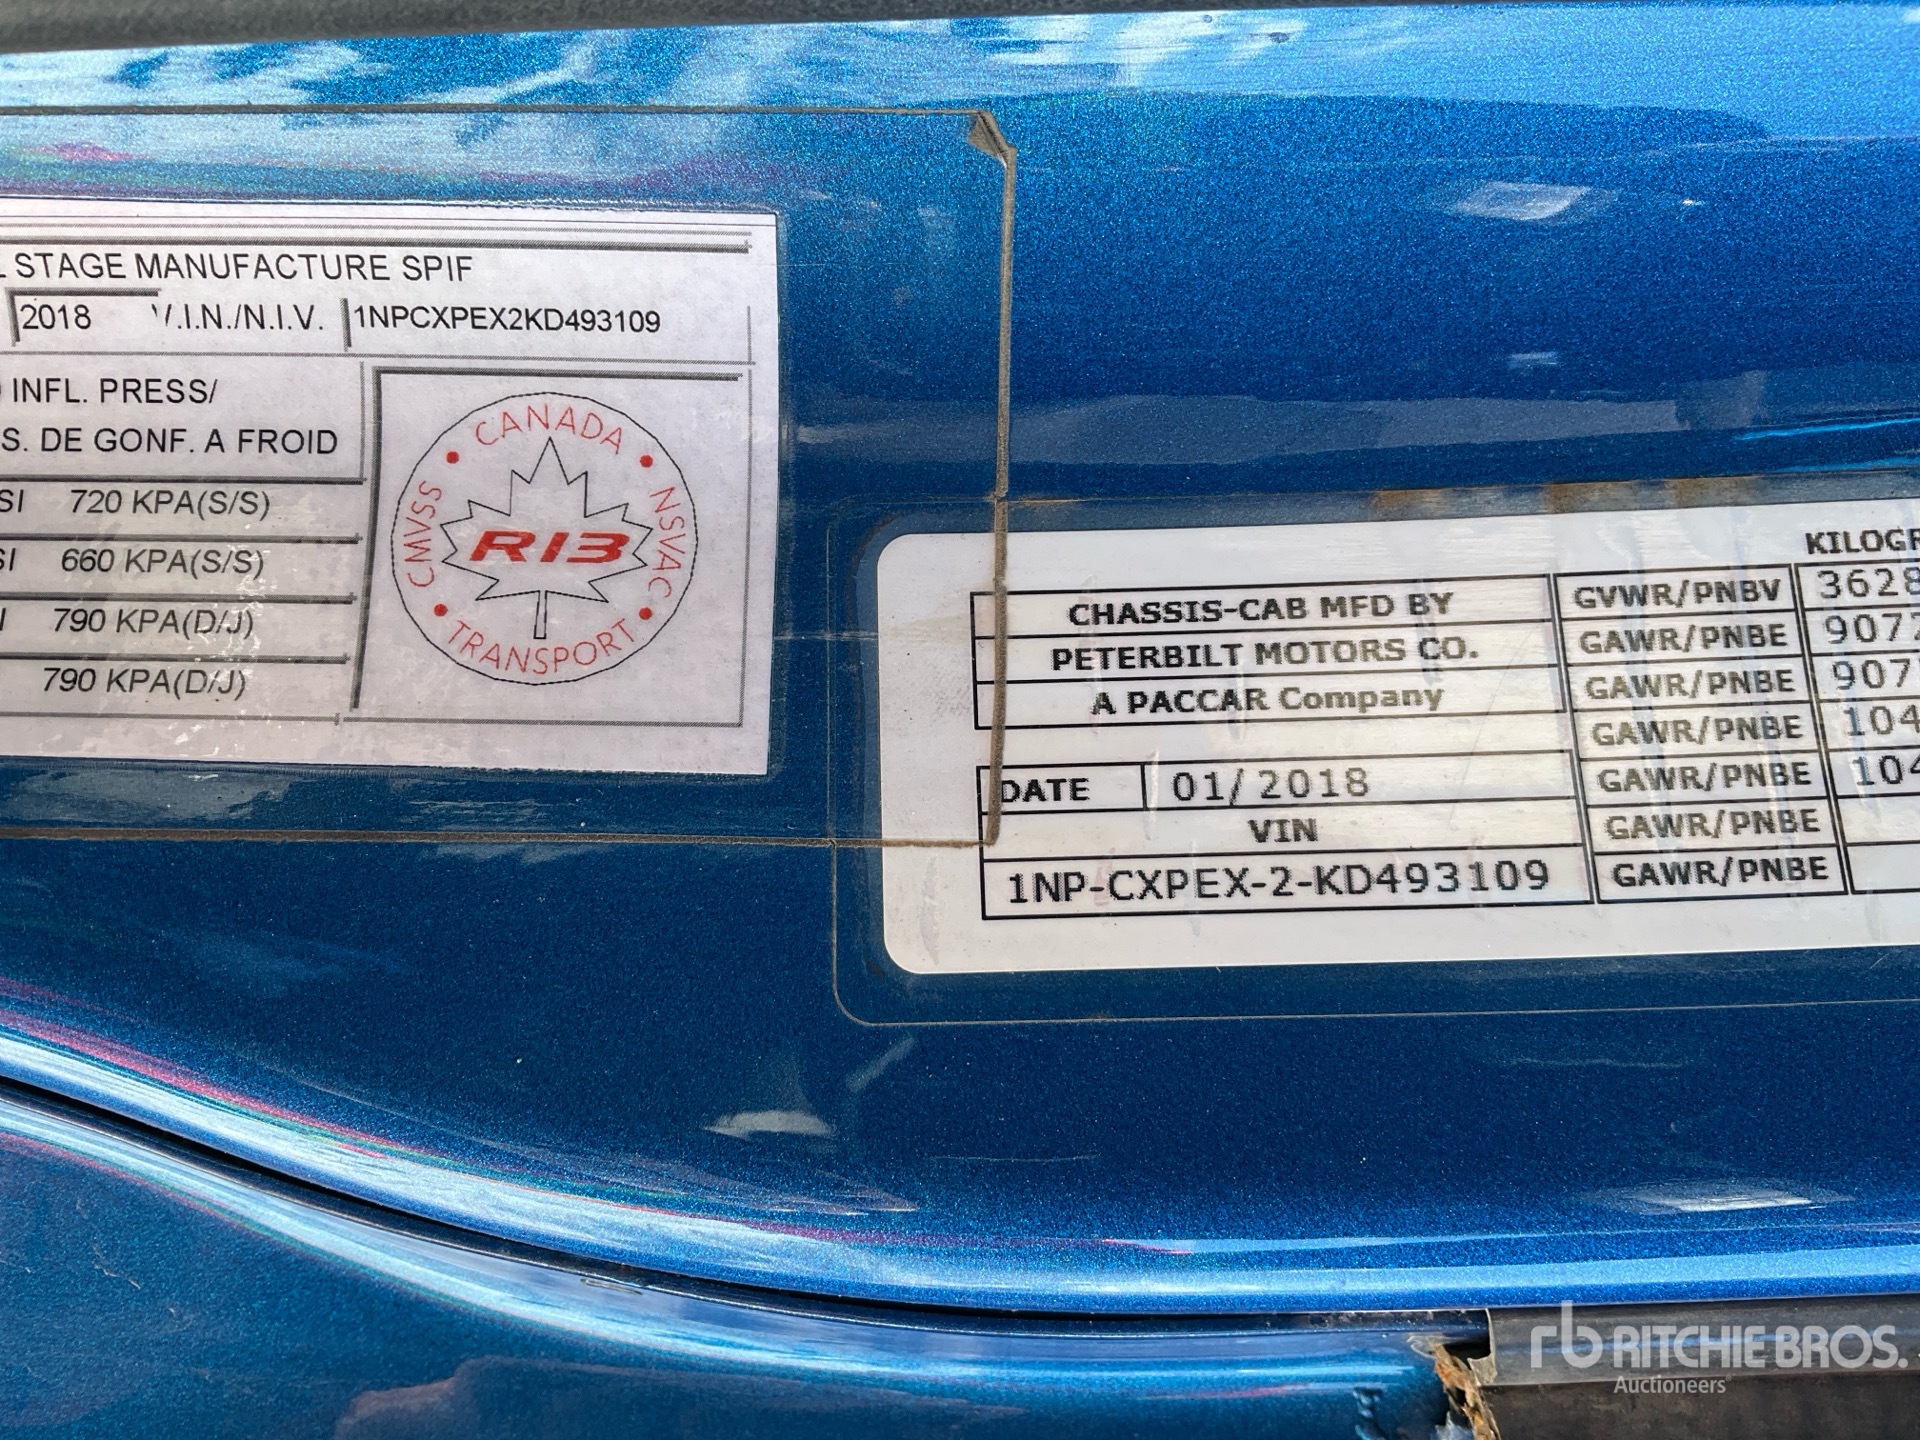 L STAGE MANUFACTURE SPIF
2018 V.I.N./N.I.V. 1NPCXPEX2KD493109
INFL. PRESS/
S. DE GONF. A FROID
SI 720 KPA(S/S)
SI 660 KPA(S/S)
I 790 KPA(D/J)
790 KPA(D/J)
CANADA
CMVSS
NSVAC
R13
TRANSPORT
KILOGR
CHASSIS-CAB MFD BY
PETERBILT MOTORS CO.
A PACCAR Company
DATE 01/2018
VIN
1NP-CXPEX-2-KD493109
GVWR/PNBV 3628
GAWR/PNBE 9072
GAWR/PNBE 907
GAWR/PNBE 104
GAWR/PNBE 104
GAWR/PNBE
GAWR/PNBE
rb RITCHIE BROS.
Auctioneers